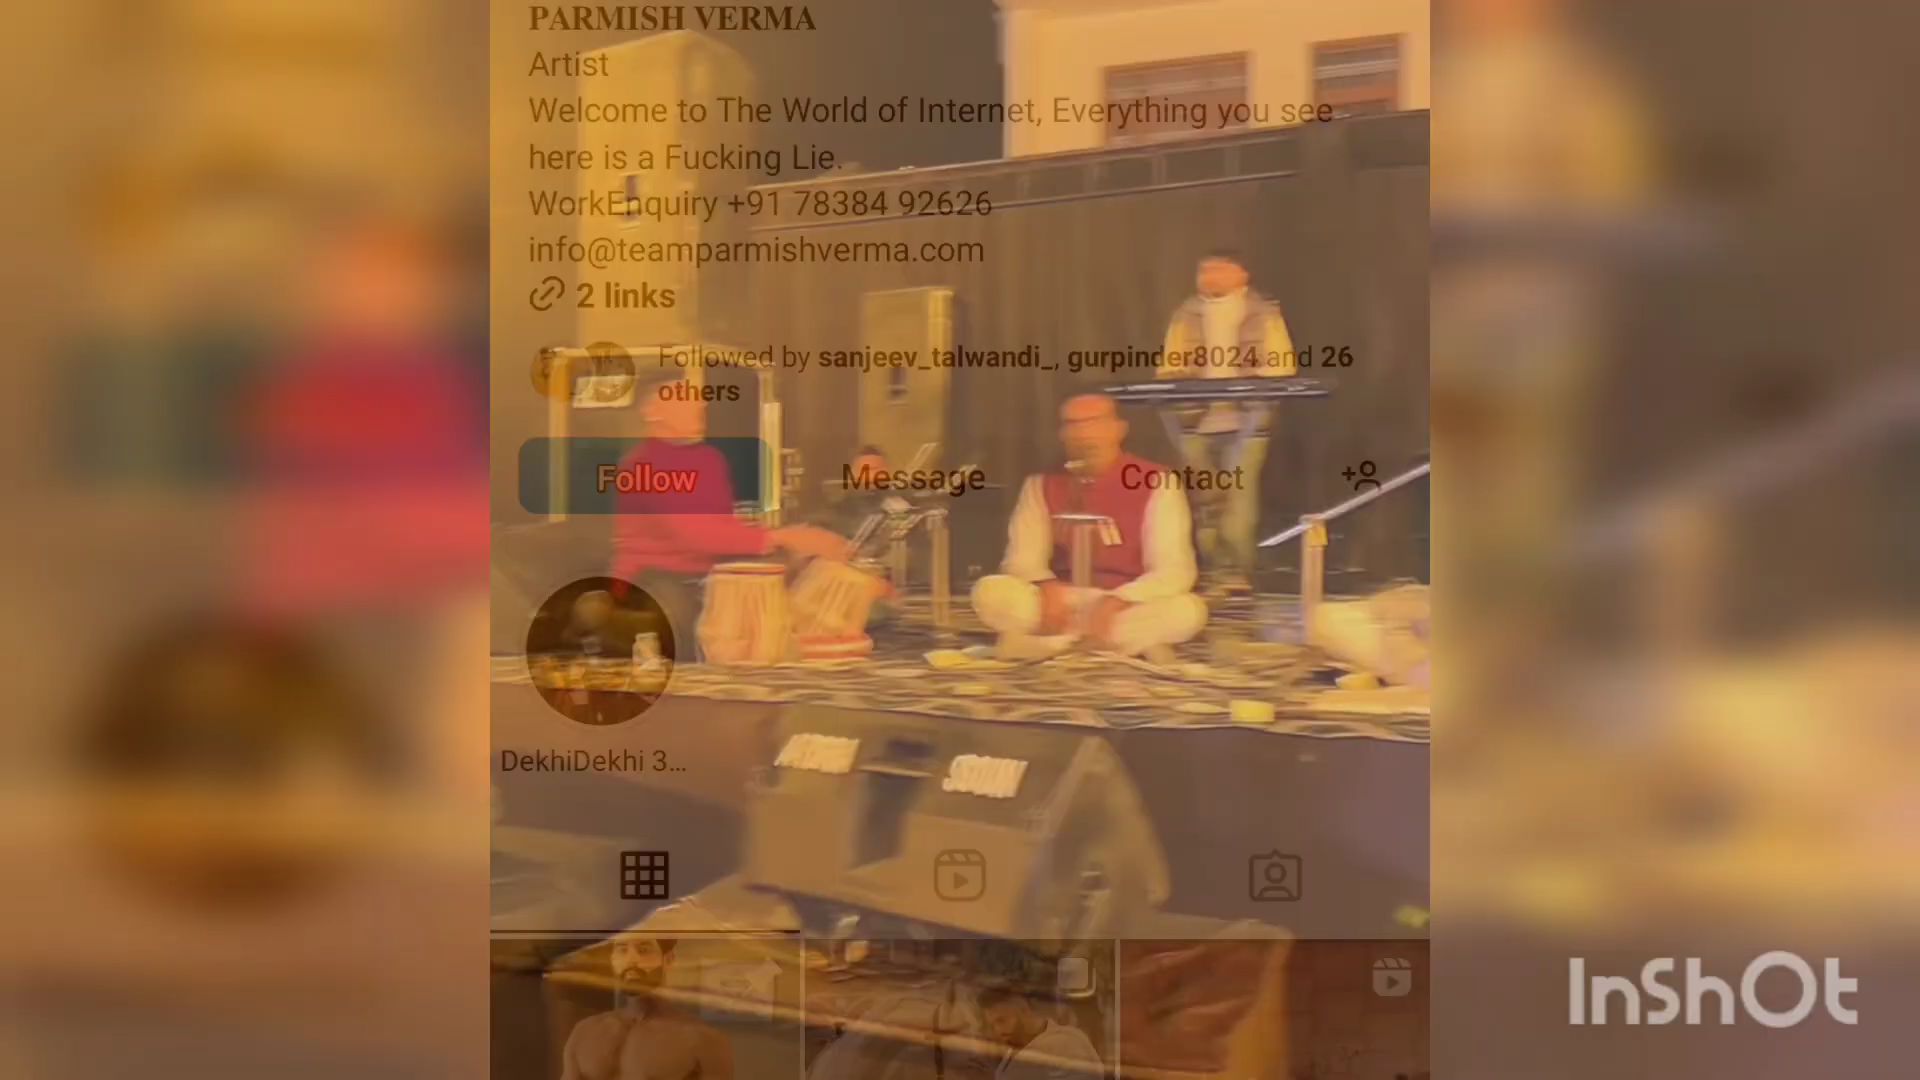 PARMISH VERMA
Artist
Welcome to The World of Internet, Everything you see
here is a Fucking Lie.
WorkEnquiry +91 78384 92626
info@teamparmishverma.com
2 links
Followed by sanjeev_talwandi_, gurpinder8024 and 26
others
Follow Message Contact
DekhiDekhi 3...
InShOt